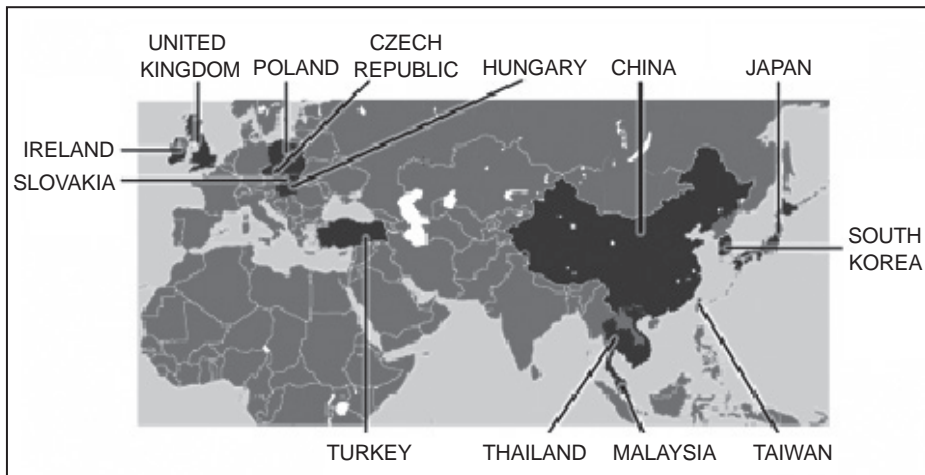 UNITED
KINGDOM
POLAND
CZECH
REPUBLIC
HUNGARY
CHINA
JAPAN
IRELAND
SLOVAKIA
SOUTH
KOREA
TURKEY
THAILAND
MALAYSIA
TAIWAN